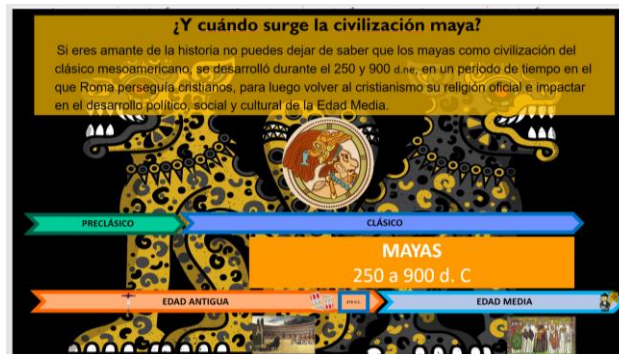 ¿Y cuándo surge la civilización maya?
Si eres amante de la historia no puedes dejar de saber que los mayas como civilización del
clásico mesoamericano, se desarrolló durante el 250 y 900 d.ne, en un periodo de tiempo en el
que Roma perseguía cristianos, para luego volver al cristianismo su religión oficial e impactar
en el desarrollo político, social y cultural de la Edad Media.
PRECLÁSICO
CLÁSICO
MAYAS
250 a 900 d. C
EDAD ANTIGUA
EDAD MEDIA